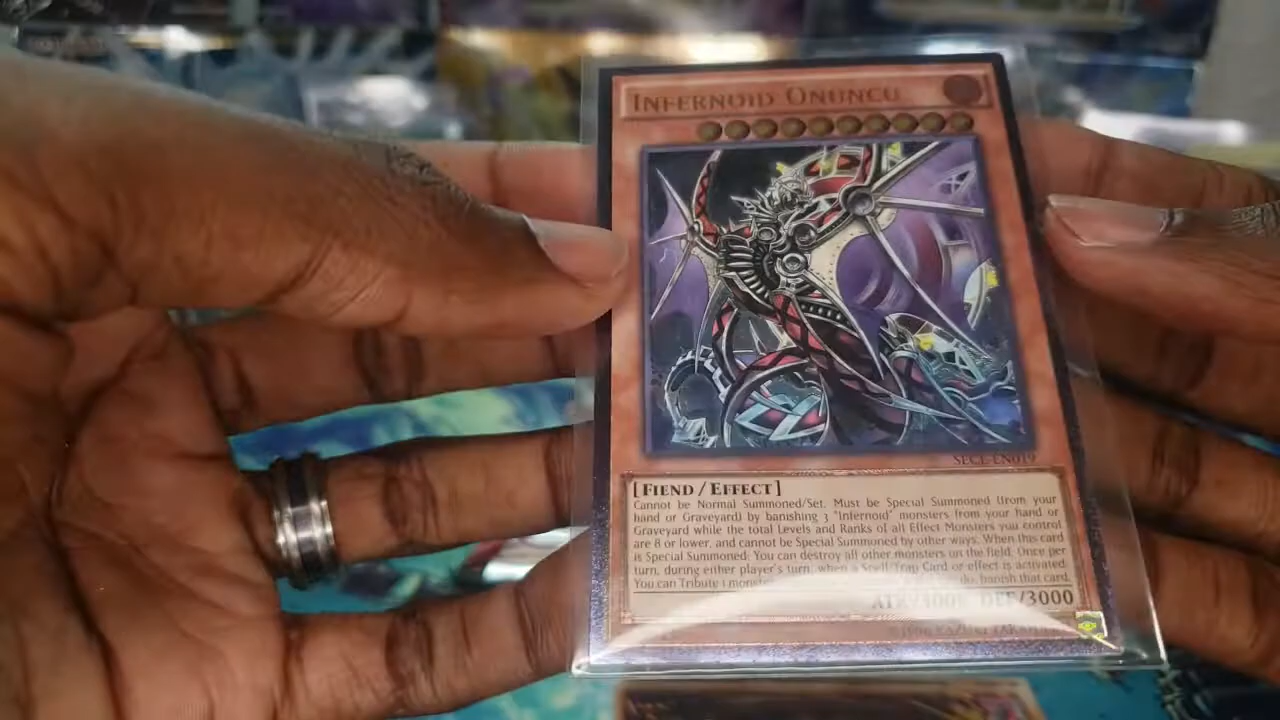 INFERNOID ONUNCU
SECE-EN019
[FIEND / EFFECT]
Cannot be Normal Summoned/Set. Must be Special Summoned (from your
hand or Graveyard) by banishing 3 "Infernoid" monsters from your hand or
Graveyard while the total Levels and Ranks of all Effect Monsters you control
are 8 or lower, and cannot be Special Summoned by other ways. When this card
is Special Summoned: You can destroy all other monsters on the field. Once per
turn, during either player's turn, when a Spell/Trap Card or effect is activated:
You can Tribute 1 banish that card.
DEF/3000